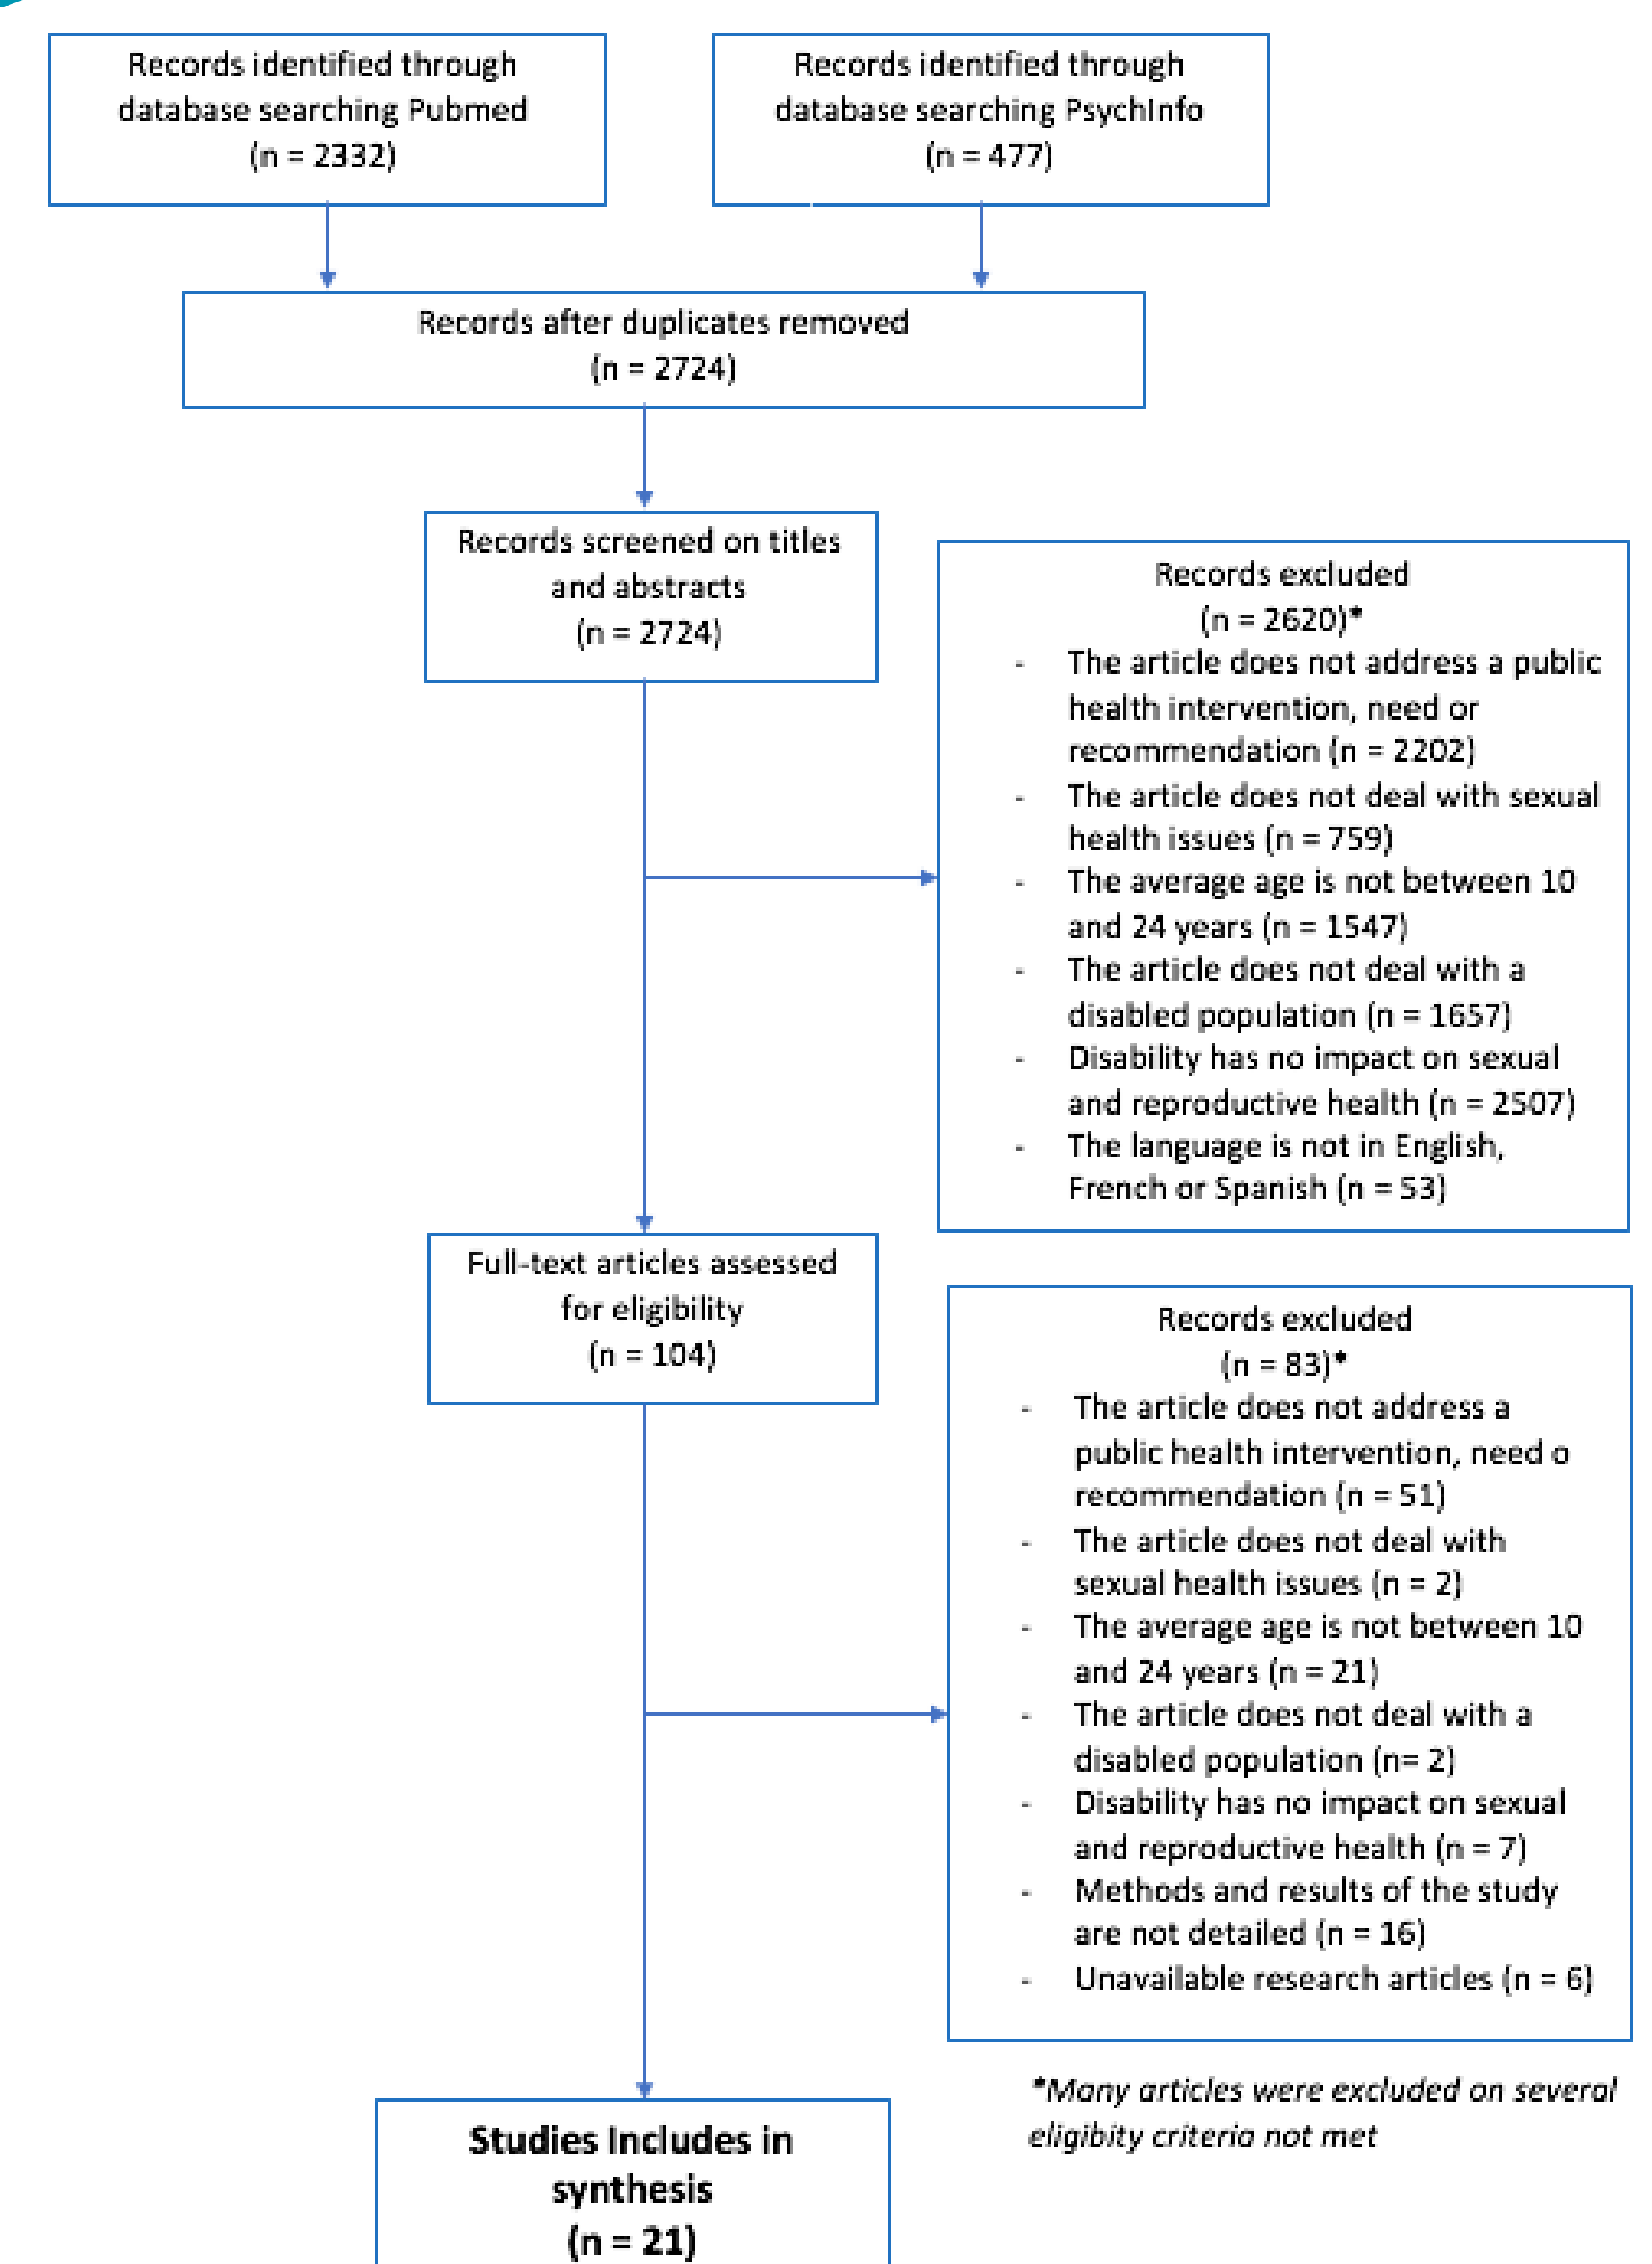 Records identified through
database searching Pubmed
(n = 2332)
Records identified through
database searching PsychInfo
(n = 477)
Records after duplicates removed
(n = 2724)
Records screened on titles
and abstracts
(n = 2724)
Records excluded
(n = 2620)*
- The article does not address a public
health intervention, need or
recommendation (n = 2202)
- The article does not deal with sexual
health issues (n = 759)
- The average age is not between 10
and 24 years (n = 1547)
- The article does not deal with a
disabled population (n = 1657)
- Disability has no impact on sexual
and reproductive health (n = 2507)
- The language is not in English,
French or Spanish (n = 53)
Full-text articles assessed
for eligibility
(n = 104)
Records excluded
(n = 83)*
- The article does not address a
public health intervention, need o
recommendation (n = 51)
- The article does not deal with
sexual health issues (n = 2)
- The average age is not between 10
and 24 years (n = 21)
- The article does not deal with a
disabled population (n= 2)
- Disability has no impact on sexual
and reproductive health (n = 7)
- Methods and results of the study
are not detailed (n = 16)
- Unavailable research articles (n = 6)
*Many articles were excluded on several
eligibity criteria not met
Studies Includes in
synthesis
(n = 21)